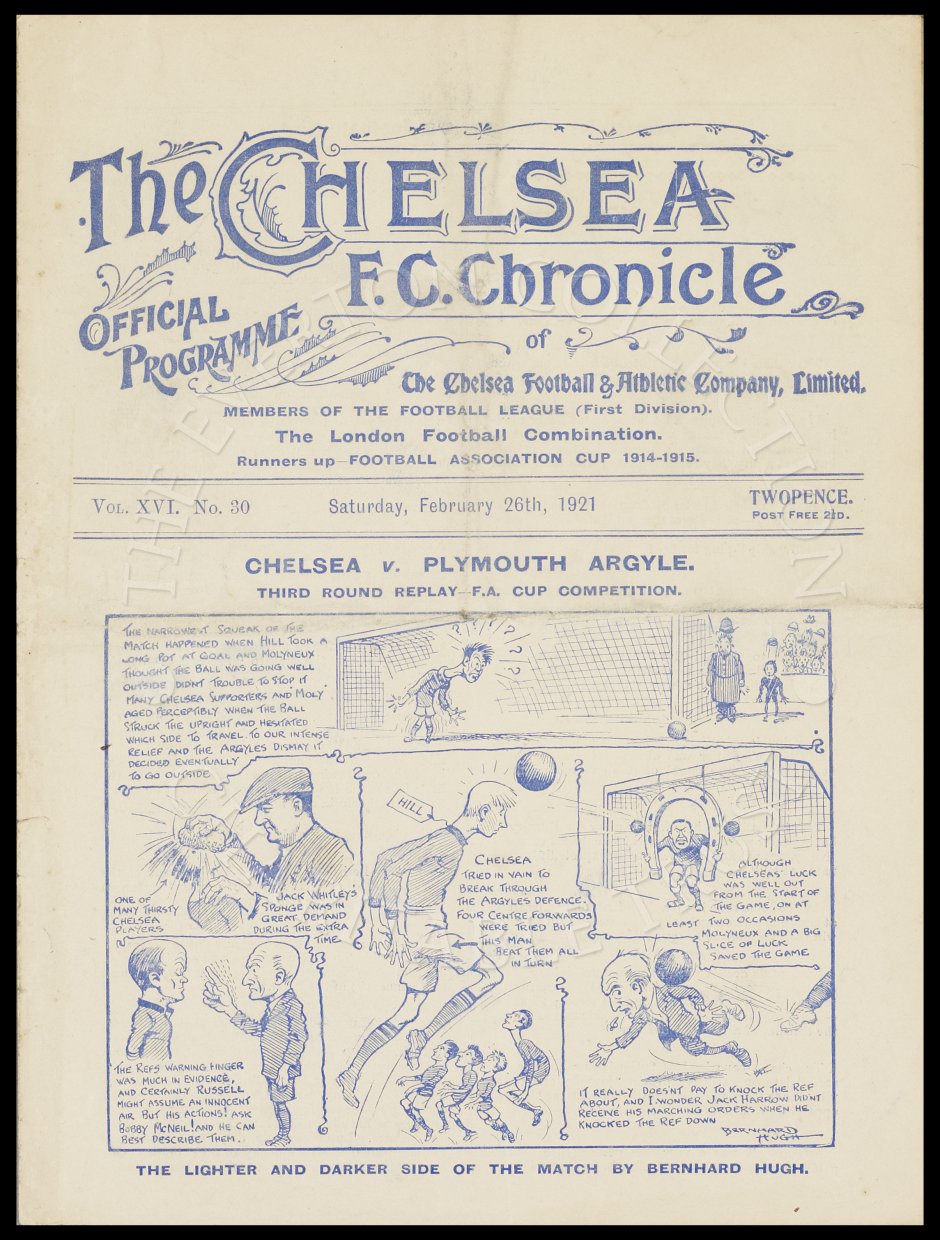 The CHELSEA
F.C. Chronicle
OFFICIAL
PROGRAMME
of
The Chelsea Football & Athletic Company, Limited.
MEMBERS OF THE FOOTBALL LEAGUE (First Division).
The London Football Combination.
Runners up—FOOTBALL ASSOCIATION CUP 1914-1915.
VOL. XVI. No. 30
Saturday, February 26th, 1921
TWOPENCE.
POST FREE 2½D.
CHELSEA v. PLYMOUTH ARGYLE.
THIRD ROUND REPLAY—F.A. CUP COMPETITION.
THE NARROWEST SQUEAK OF THE
MATCH HAPPENED WHEN HILL TOOK A
LONG POT AT GOAL AND MOLYNEUX
THOUGHT THE BALL WAS GOING WELL
OUTSIDE DIDNT TROUBLE TO STOP IT.
MANY CHELSEA SUPPORTERS AND MOLY
AGED PERCEPTIBLY WHEN THE BALL
STRUCK THE UPRIGHT AND HESITATED
WHICH SIDE TO TRAVEL. TO OUR INTENSE
RELIEF AND THE ARGYLES DISMAY IT
DECIDED EVENTUALLY
TO GO OUTSIDE
? ? ? ? ? ? ?
ONE OF
MANY THIRSTY
CHELSEA
PLAYERS
JACK WHITLEYS
SPONGE WAS IN
GREAT DEMAND
DURING THE EXTRA
TIME.
HILL
CHELSEA
TRIED IN VAIN TO
BREAK THROUGH
THE ARGYLES DEFENCE.
FOUR CENTRE FORWARDS
WERE TRIED BUT
THIS MAN
BEAT THEM ALL
IN TURN
ALTHOUGH
CHELSEAS' LUCK
WAS WELL OUT
FROM THE START OF
THE GAME, ON AT
LEAST TWO OCCASIONS
MOLYNEUX AND A BIG
SLICE OF LUCK
SAVED THE GAME
THE REFS WARNING FINGER
WAS MUCH IN EVIDENCE,
AND CERTAINLY RUSSELL
MIGHT ASSUME AN INNOCENT
AIR BUT HIS ACTIONS! ASK
BOBBY MCNEIL! AND HE CAN
BEST DESCRIBE THEM.
IT REALLY DOESN'T PAY TO KNOCK THE REF
ABOUT, AND I WONDER JACK HARROW DIDNT
RECEIVE HIS MARCHING ORDERS WHEN HE
KNOCKED THE REF DOWN
BERNHARD
HUGH
THE LIGHTER AND DARKER SIDE OF THE MATCH BY BERNHARD HUGH.
THE EVERTON COLLECTION